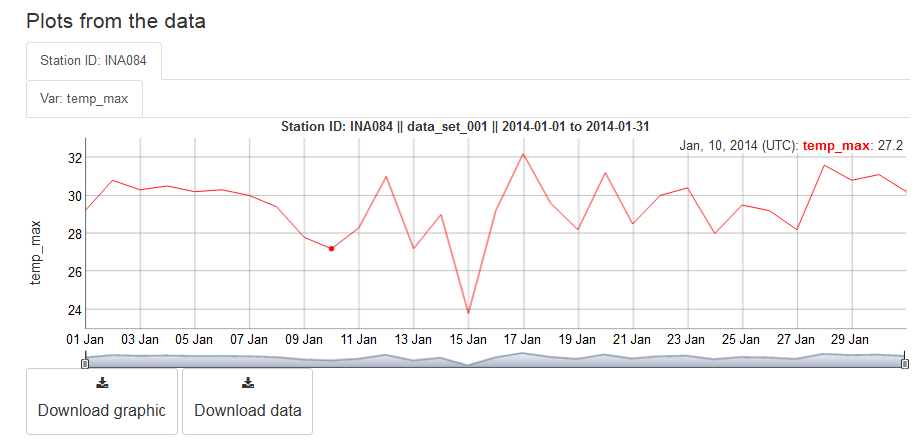 Plots from the data
Station ID: INA084
Var: temp_max
Station ID: INA084 || data_set_001 || 2014-01-01 to 2014-01-31
Jan, 10, 2014 (UTC): temp_max: 27.2
32
30
28
26
24
temp_max
01 Jan 03 Jan 05 Jan 07 Jan 09 Jan 11 Jan 13 Jan 15 Jan 17 Jan 19 Jan 21 Jan 23 Jan 25 Jan 27 Jan 29 Jan
Download graphic Download data